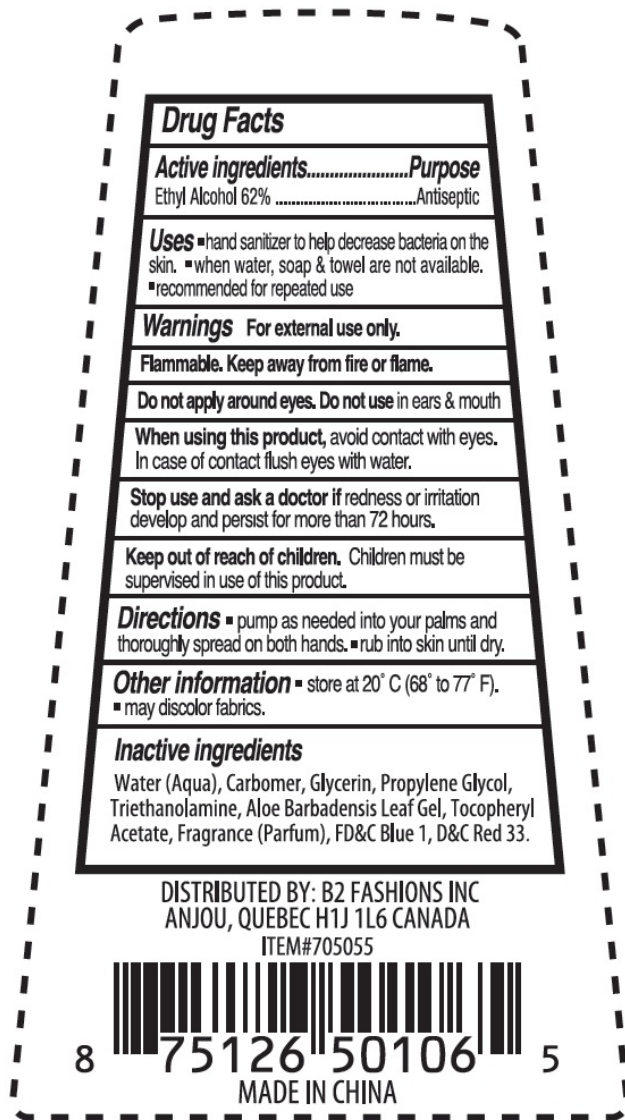 Drug Facts
Active ingredients......................Purpose
Ethyl Alcohol 62% ....................................Antiseptic
Uses ▪hand sanitizer to help decrease bacteria on the
skin. ▪when water, soap & towel are not available.
▪recommended for repeated use
Warnings For external use only.
Flammable. Keep away from fire or flame.
Do not apply around eyes. Do not use in ears & mouth
When using this product, avoid contact with eyes.
In case of contact flush eyes with water.
Stop use and ask a doctor if redness or irritation
develop and persist for more than 72 hours.
Keep out of reach of children. Children must be
supervised in use of this product.
Directions ▪ pump as needed into your palms and
thoroughly spread on both hands. ▪rub into skin until dry.
Other information ▪ store at 20° C (68° to 77° F).
▪ may discolor fabrics.
Inactive ingredients
Water (Aqua), Carbomer, Glycerin, Propylene Glycol,
Triethanolamine, Aloe Barbadensis Leaf Gel, Tocopheryl
Acetate, Fragrance (Parfum), FD&C Blue 1, D&C Red 33.
DISTRIBUTED BY: B2 FASHIONS INC
ANJOU, QUEBEC H1J 1L6 CANADA
ITEM#705055
8 75126 50106 5
MADE IN CHINA